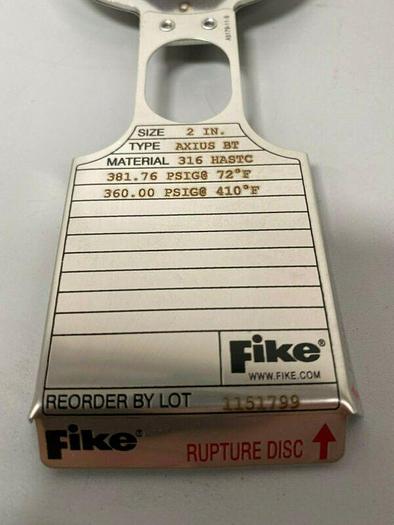 SIZE 2 IN.
TYPE AXIUS BT
MATERIAL 316 HASTC
381.76 PSIG@ 72°F
360.00 PSIG@ 410°F
Fike®
WWW.FIKE.COM
REORDER BY LOT 1151799
Fike® RUPTURE DISC